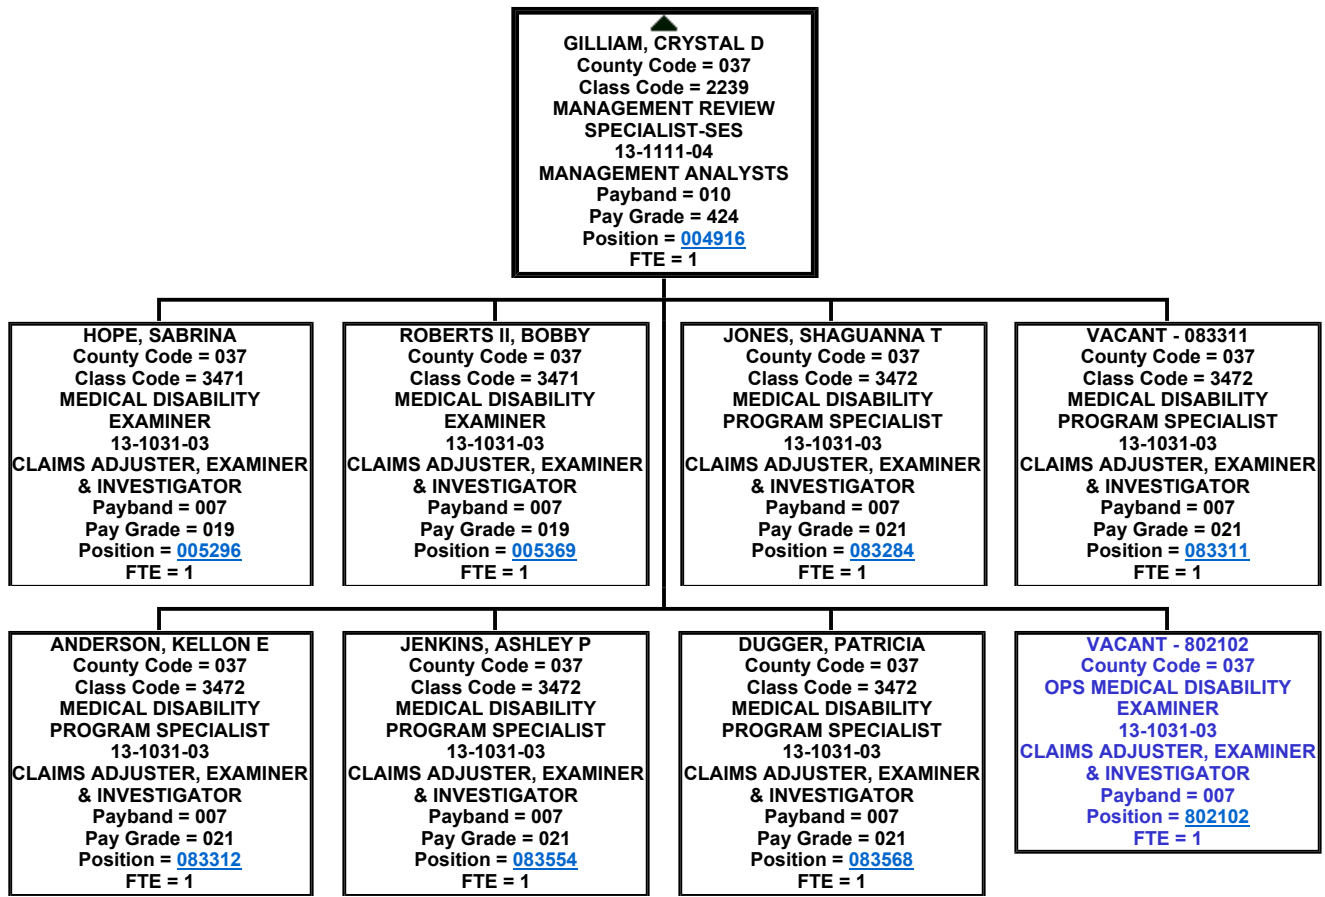 GILLIAM, CRYSTAL D
County Code = 037
Class Code = 2239
MANAGEMENT REVIEW
SPECIALIST-SES
13-1111-04
MANAGEMENT ANALYSTS
Payband = 010
Pay Grade = 424
Position = 004916
FTE = 1
HOPE, SABRINA
County Code = 037
Class Code = 3471
MEDICAL DISABILITY
EXAMINER
13-1031-03
CLAIMS ADJUSTER, EXAMINER
& INVESTIGATOR
Payband = 007
Pay Grade = 019
Position = 005296
FTE = 1
ROBERTS II, BOBBY
County Code = 037
Class Code = 3471
MEDICAL DISABILITY
EXAMINER
13-1031-03
CLAIMS ADJUSTER, EXAMINER
& INVESTIGATOR
Payband = 007
Pay Grade = 019
Position = 005369
FTE = 1
JONES, SHAGUANNA T
County Code = 037
Class Code = 3472
MEDICAL DISABILITY
PROGRAM SPECIALIST
13-1031-03
CLAIMS ADJUSTER, EXAMINER
& INVESTIGATOR
Payband = 007
Pay Grade = 021
Position = 083284
FTE = 1
VACANT - 083311
County Code = 037
Class Code = 3472
MEDICAL DISABILITY
PROGRAM SPECIALIST
13-1031-03
CLAIMS ADJUSTER, EXAMINER
& INVESTIGATOR
Payband = 007
Pay Grade = 021
Position = 083311
FTE = 1
ANDERSON, KELLON E
County Code = 037
Class Code = 3472
MEDICAL DISABILITY
PROGRAM SPECIALIST
13-1031-03
CLAIMS ADJUSTER, EXAMINER
& INVESTIGATOR
Payband = 007
Pay Grade = 021
Position = 083312
FTE = 1
JENKINS, ASHLEY P
County Code = 037
Class Code = 3472
MEDICAL DISABILITY
PROGRAM SPECIALIST
13-1031-03
CLAIMS ADJUSTER, EXAMINER
& INVESTIGATOR
Payband = 007
Pay Grade = 021
Position = 083554
FTE = 1
DUGGER, PATRICIA
County Code = 037
Class Code = 3472
MEDICAL DISABILITY
PROGRAM SPECIALIST
13-1031-03
CLAIMS ADJUSTER, EXAMINER
& INVESTIGATOR
Payband = 007
Pay Grade = 021
Position = 083568
FTE = 1
VACANT - 802102
County Code = 037
OPS MEDICAL DISABILITY
EXAMINER
13-1031-03
CLAIMS ADJUSTER, EXAMINER
& INVESTIGATOR
Payband = 007
Position = 802102
FTE = 1